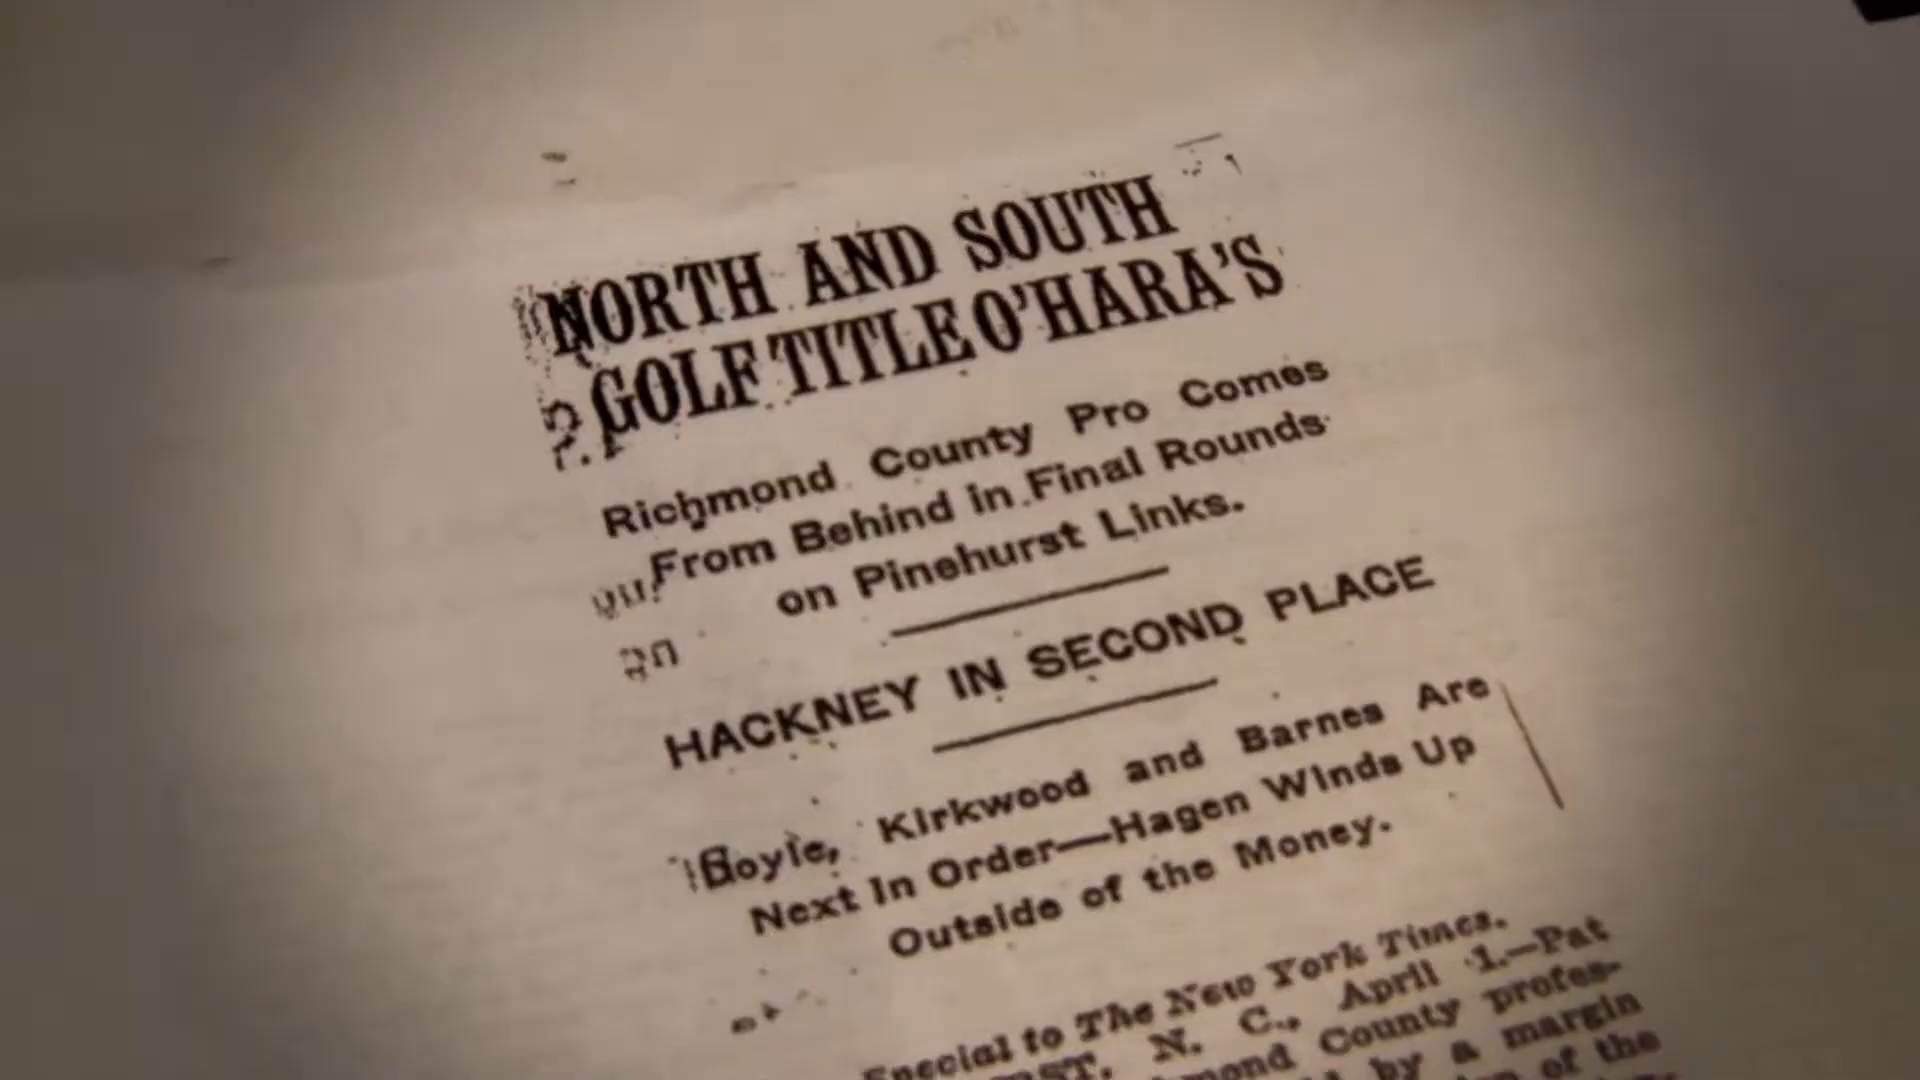 NORTH AND SOUTH
GOLF TITLE O'HARA'S
Richmond County Pro Comes
From Behind in Final Rounds
on Pinehurst Links.
HACKNEY IN SECOND PLACE
Boyle, Kirkwood and Barnes Are
Next in Order—Hagen Winds Up
Outside of the Money.
Special to The New York Times.
N. C., April 1.—Pat
County profes-
by a margin
of the